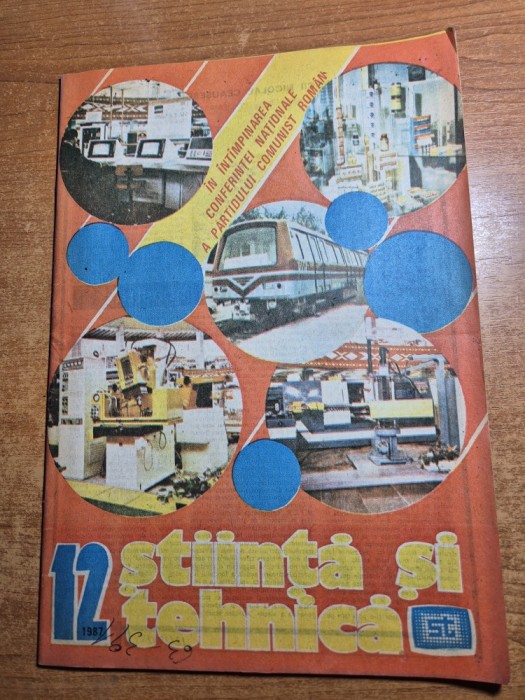 ÎN ÎNTÎMPINAREA
CONFERINȚEI NAȚIONALE
A PARTIDULUI COMUNIST ROMÂN
12
1987
știință și
tehnică